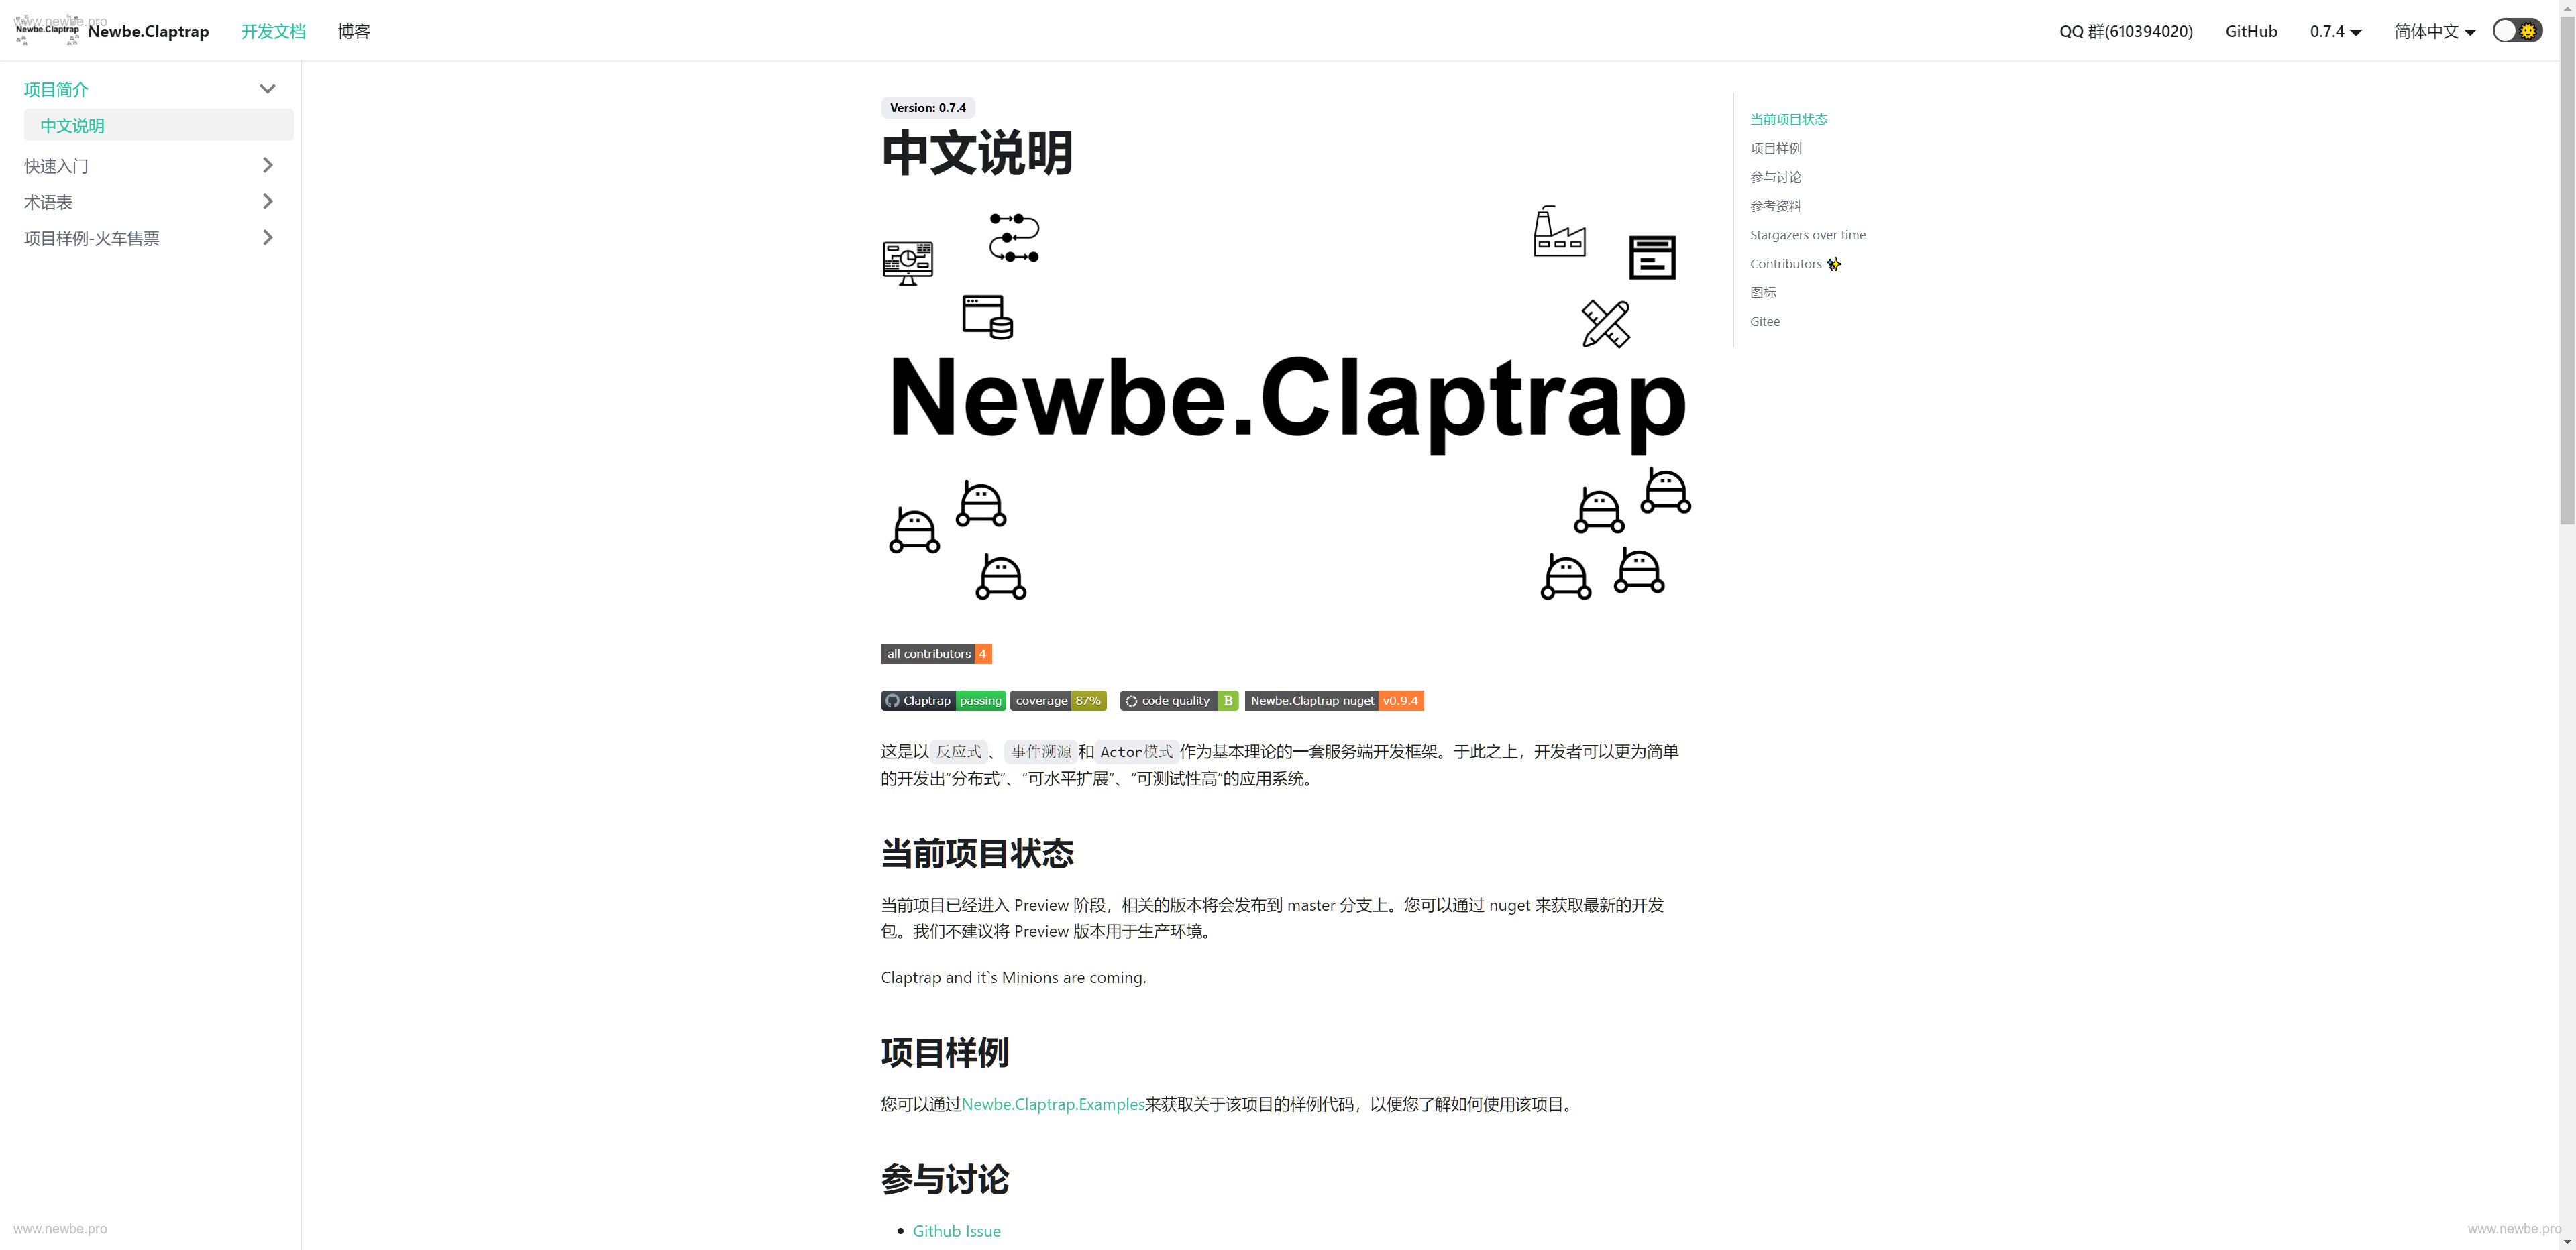 www.newbe.pro
Newbe.Claptrap
Newbe.Claptrap 开发文档 博客 QQ 群(610394020) GitHub 0.7.4 简体中文
项目简介
中文说明
快速入门
术语表
项目样例-火车售票
Version: 0.7.4
中文说明
Newbe.Claptrap
all contributors 4
Claptrap passing coverage 87% code quality B Newbe.Claptrap nuget v0.9.4
这是以 反应式 、 事件溯源 和 Actor模式 作为基本理论的一套服务端开发框架。于此之上，开发者可以更为简单
的开发出“分布式”、“可水平扩展”、“可测试性高”的应用系统。
当前项目状态
当前项目已经进入 Preview 阶段，相关的版本将会发布到 master 分支上。您可以通过 nuget 来获取最新的开发
包。我们不建议将 Preview 版本用于生产环境。
Claptrap and it`s Minions are coming.
项目样例
您可以通过Newbe.Claptrap.Examples来获取关于该项目的样例代码，以便您了解如何使用该项目。
参与讨论
Github Issue
当前项目状态
项目样例
参与讨论
参考资料
Stargazers over time
Contributors ✨
图标
Gitee
www.newbe.pro
www.newbe.pro